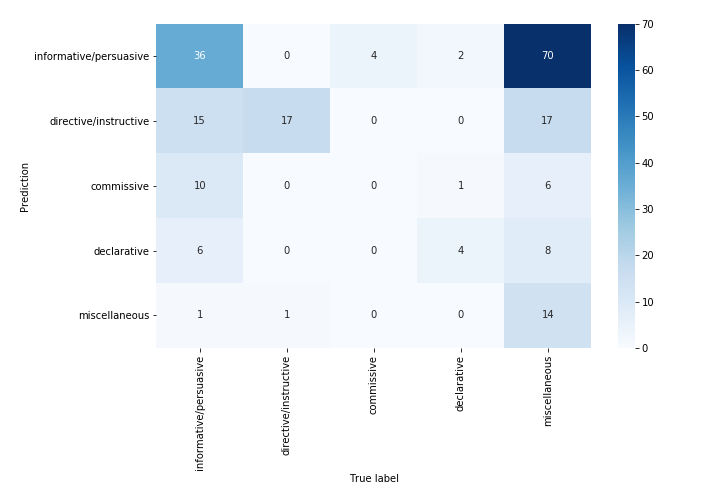 informative/persuasive 36 0 4 2 70
directive/instructive 15 17 0 0 17
commissive 10 0 0 1 6
declarative 6 0 0 4 8
miscellaneous 1 1 0 0 14
Prediction
informative/persuasive
directive/instructive
commissive
declarative
miscellaneous
True label
70
60
50
40
30
20
10
0